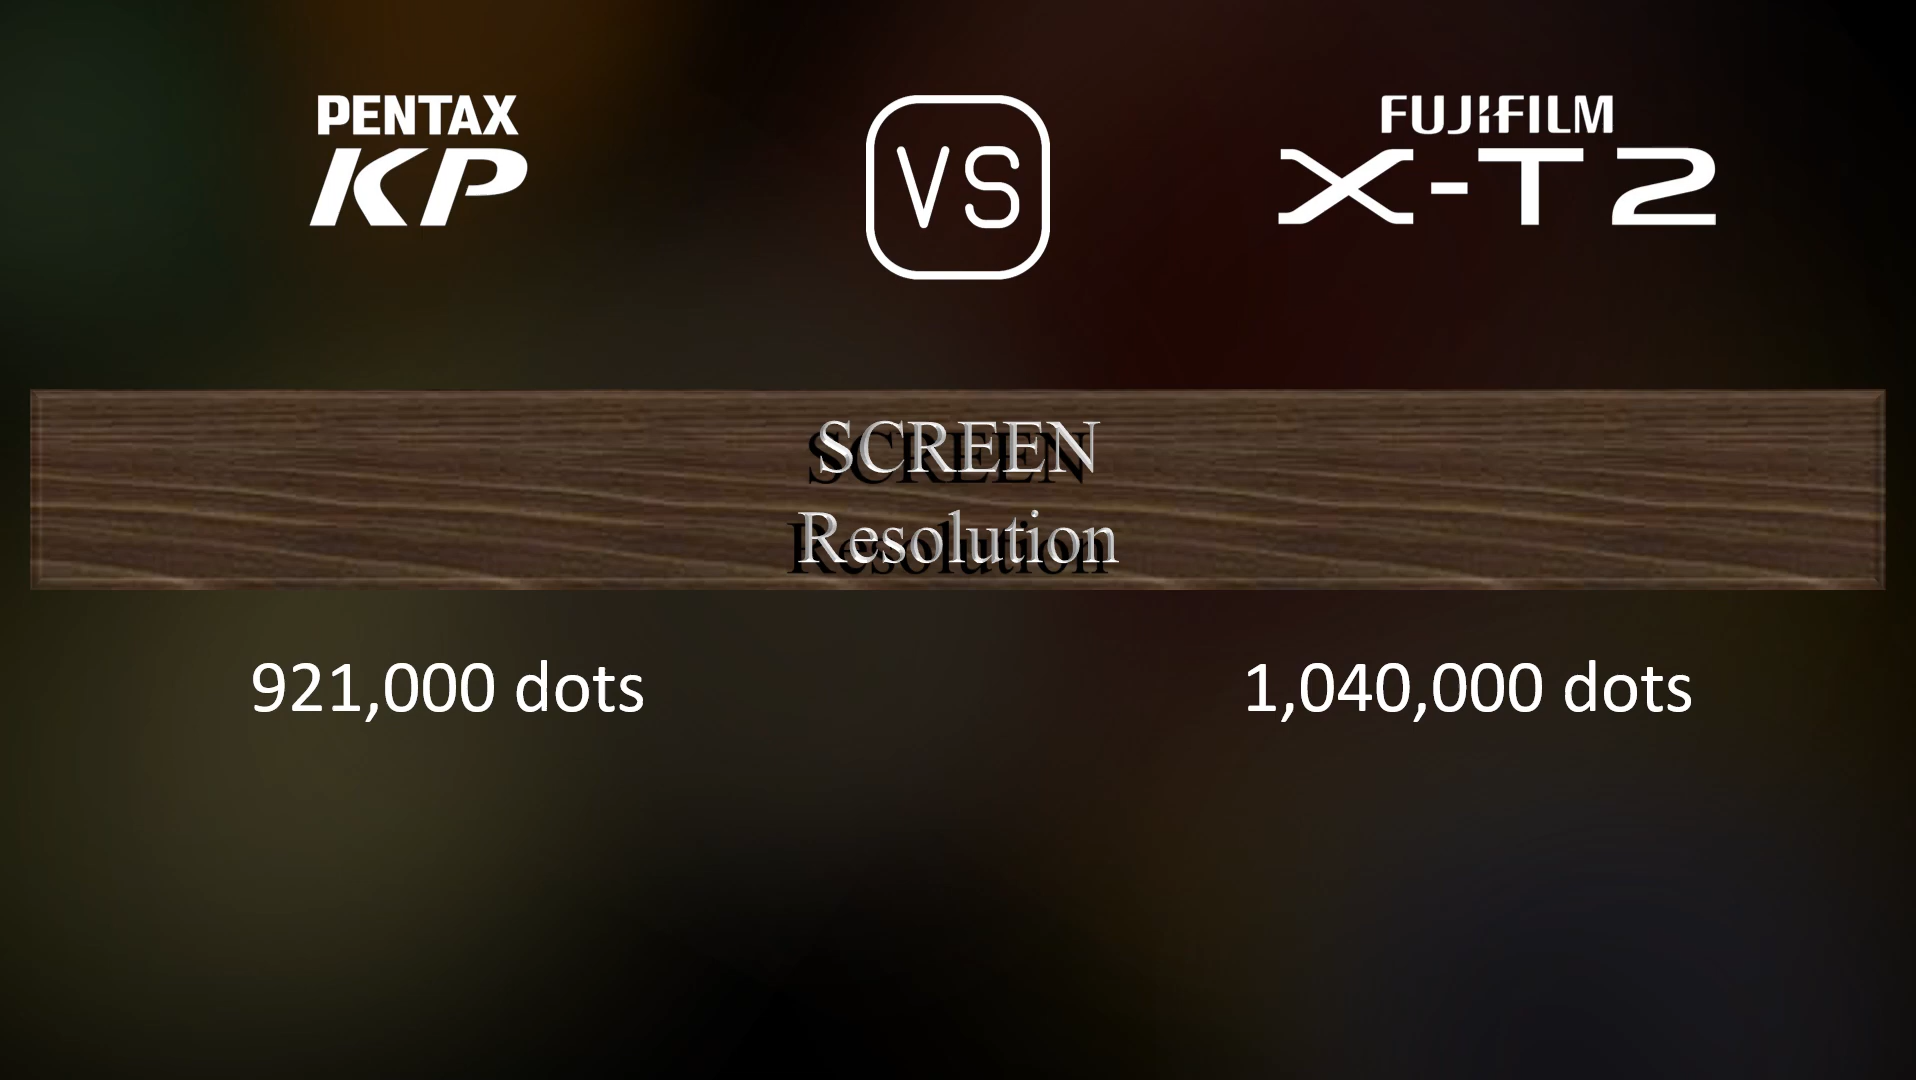 PENTAX
KP
VS
FUJIFILM
X-T2
SCREEN
Resolution
921,000 dots
1,040,000 dots